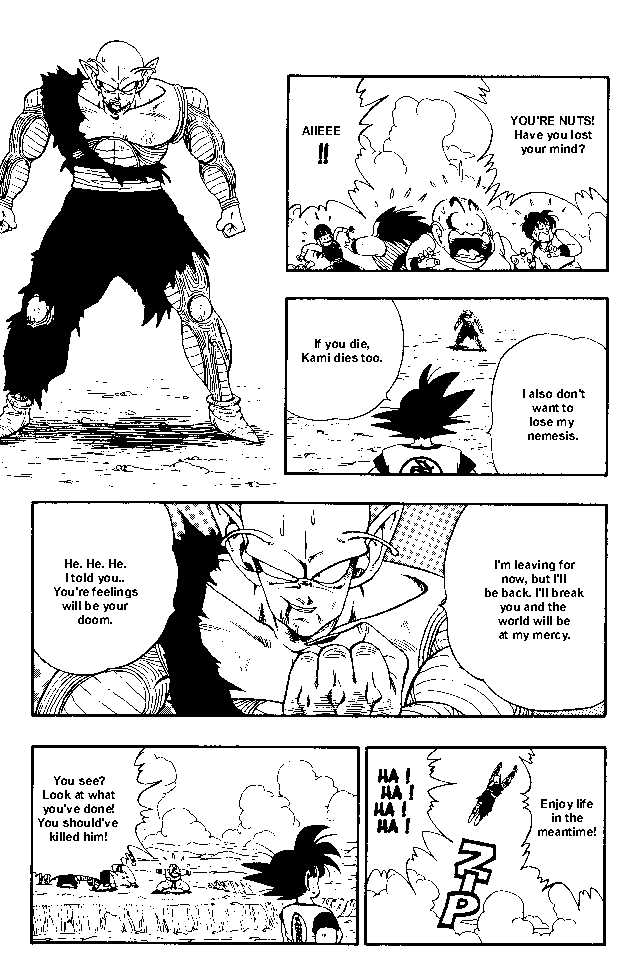 YOU'RE NUTS!
Have you lost
your mind?
AIIEEE
!!
If you die,
Kami dies too.
I also don't
want to
lose my
nemesis.
I'm leaving for
now, but I'll
be back. I'll break
you and the
world will be
at my mercy.
He. He. He.
I told you..
You're feelings
will be your
doom.
Enjoy life
in the
meantime!
HA!
HA!
HA!
HA!
ZIP
You see?
Look at what
you've done!
You should've
killed him!